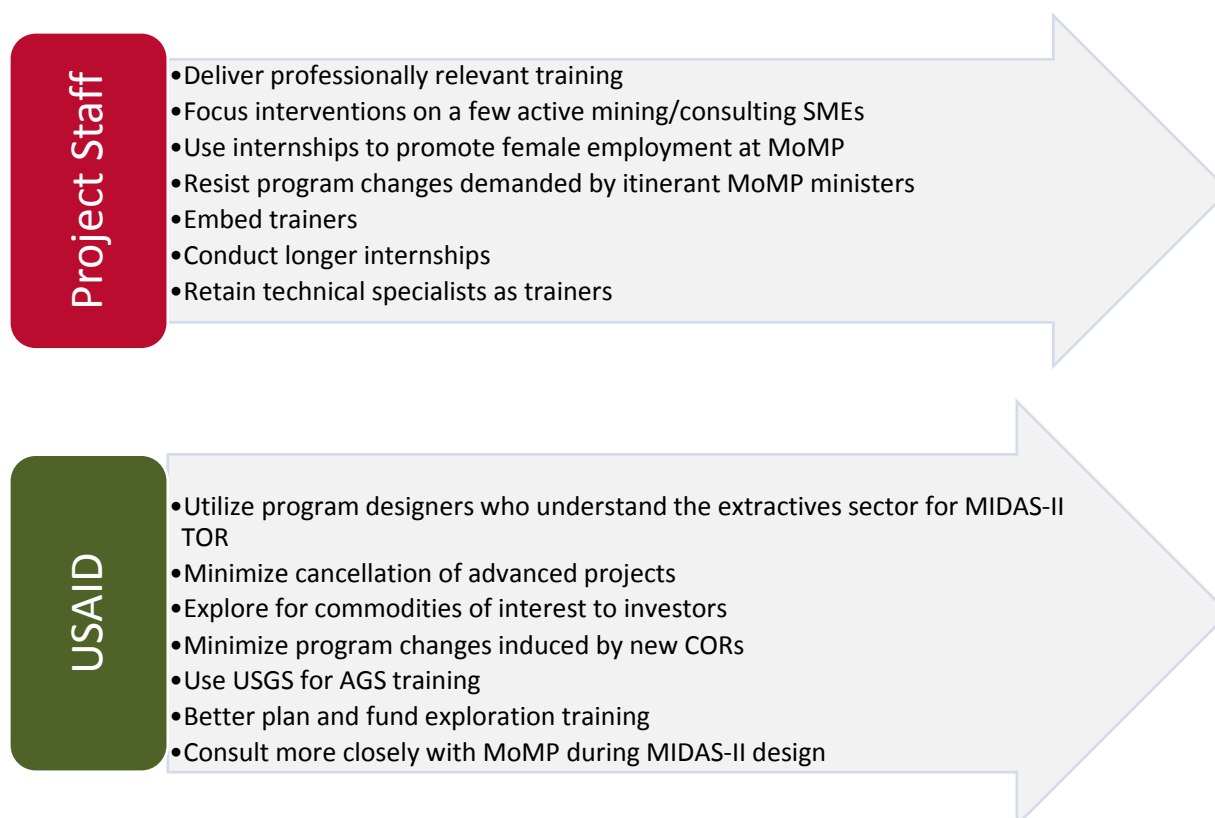 Project Staff
•Deliver professionally relevant training
•Focus interventions on a few active mining/consulting SMEs
•Use internships to promote female employment at MoMP
•Resist program changes demanded by itinerant MoMP ministers
•Embed trainers
•Conduct longer internships
•Retain technical specialists as trainers
USAID
•Utilize program designers who understand the extractives sector for MIDAS-II
TOR
•Minimize cancellation of advanced projects
•Explore for commodities of interest to investors
•Minimize program changes induced by new CORs
•Use USGS for AGS training
•Better plan and fund exploration training
•Consult more closely with MoMP during MIDAS-II design